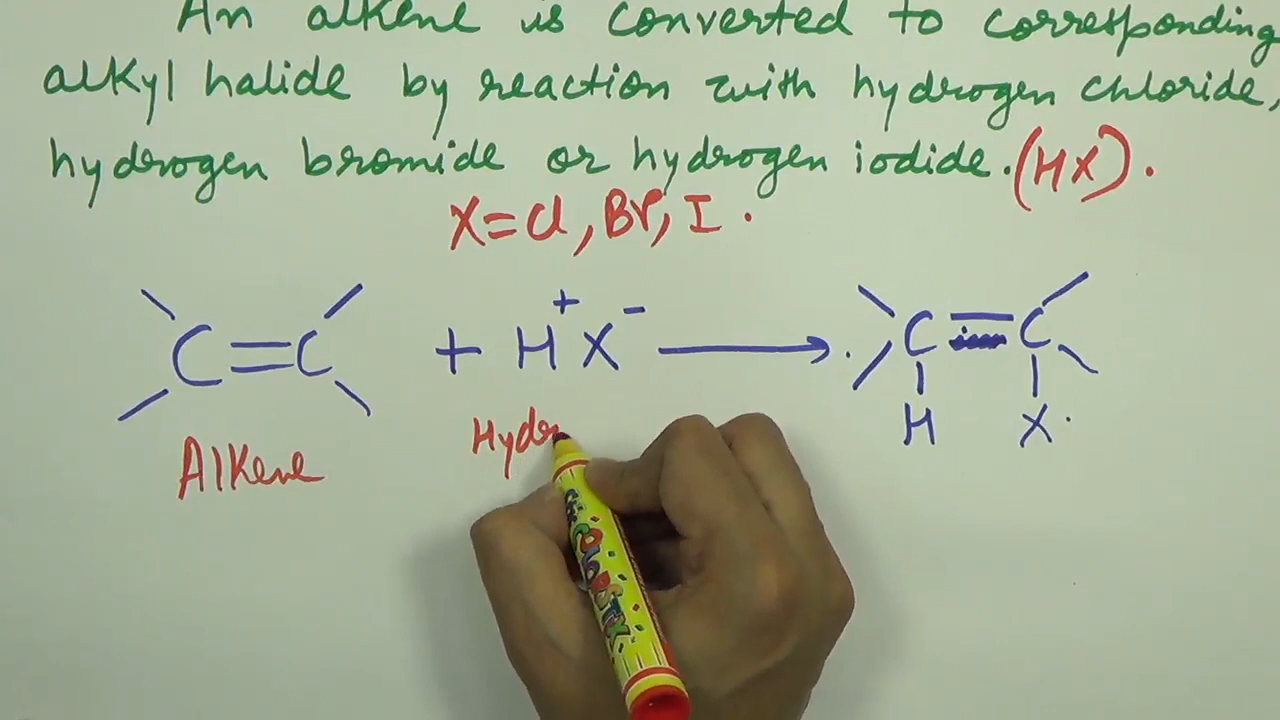 An alkene is converted to corresponding
alkyl halide by reaction with hydrogen chloride,
hydrogen bromide or hydrogen iodide. (HX).
X=Cl, Br, I.
C=C + H⁺X⁻ → C=C
H X.
Alkene
Hydr
COLOSTIX